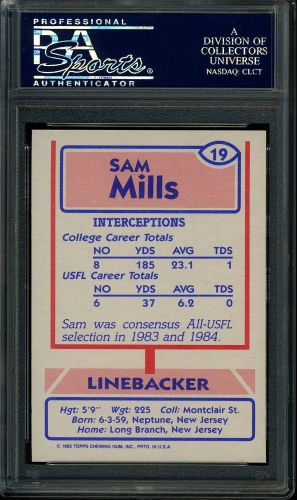 PROFESSIONAL
PSA
Sports
AUTHENTICATOR
A
DIVISION OF
COLLECTORS
UNIVERSE
NASDAQ: CLCT
19
SAM
Mills
INTERCEPTIONS
College Career Totals
NO YDS AVG TDS
8 185 23.1 1
USFL Career Totals
NO YDS AVG TDS
6 37 6.2 0
Sam was consensus All-USFL
selection in 1983 and 1984.
LINEBACKER
Hgt: 5'9" Wgt: 225 Coll: Montclair St.
Born: 6-3-59, Neptune, New Jersey
Home: Long Branch, New Jersey
© 1985 TOPPS CHEWING GUM, INC. PRTD. IN U.S.A.